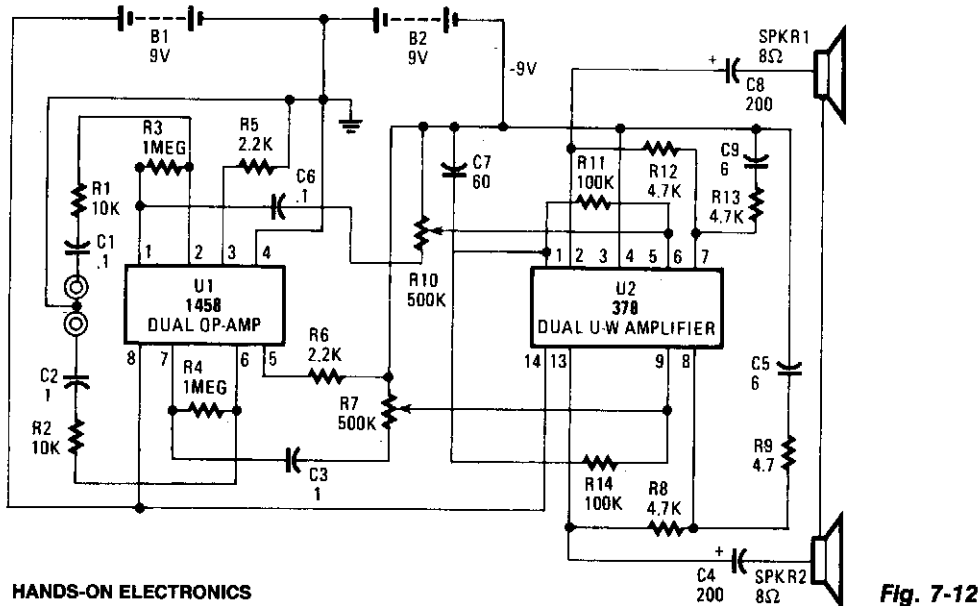 B1
9V
B2
9V
-9V
SPKR1
8Ω
C8
200
+
R3
1MEG
R5
2.2K
C6
.1
C7
60
R11
100K
R12
4.7K
C9
6
R13
4.7K
R1
10K
C1
.1
1 2 3 4
U1
1458
DUAL OP-AMP
8 7 6 5
R10
500K
1 2 3 4 5 6 7
U2
378
DUAL U-W AMPLIFIER
14 13 9 8
C2
1
R4
1MEG
R6
2.2K
R7
500K
R2
10K
C3
1
R14
100K
R8
4.7K
C5
6
R9
4.7
+
C4
200
SPKR2
8Ω
HANDS-ON ELECTRONICS
Fig. 7-12